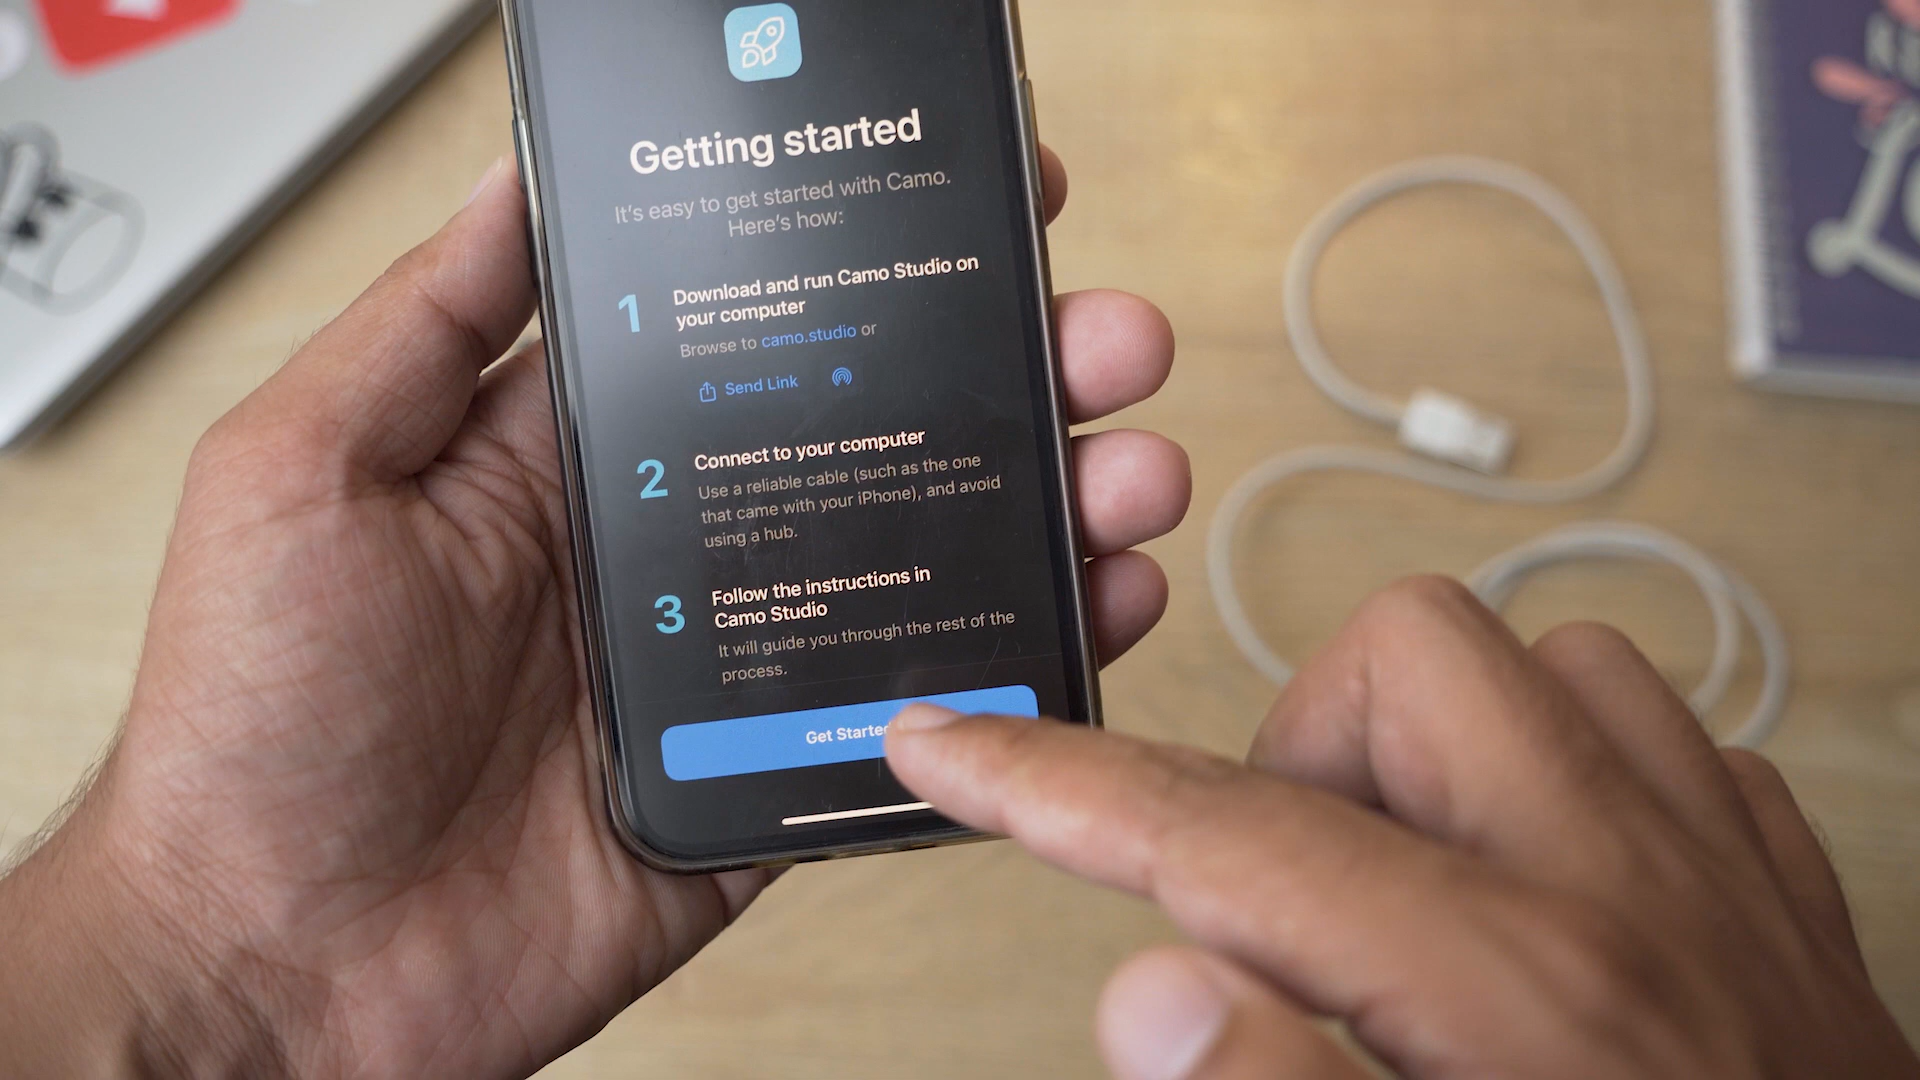 Getting started
It's easy to get started with Camo.
Here's how:
1
Download and run Camo Studio on
your computer
Browse to camo.studio or
Send Link
2
Connect to your computer
Use a reliable cable (such as the one
that came with your iPhone), and avoid
using a hub.
3
Follow the instructions in
Camo Studio
It will guide you through the rest of the
process.
Get Started